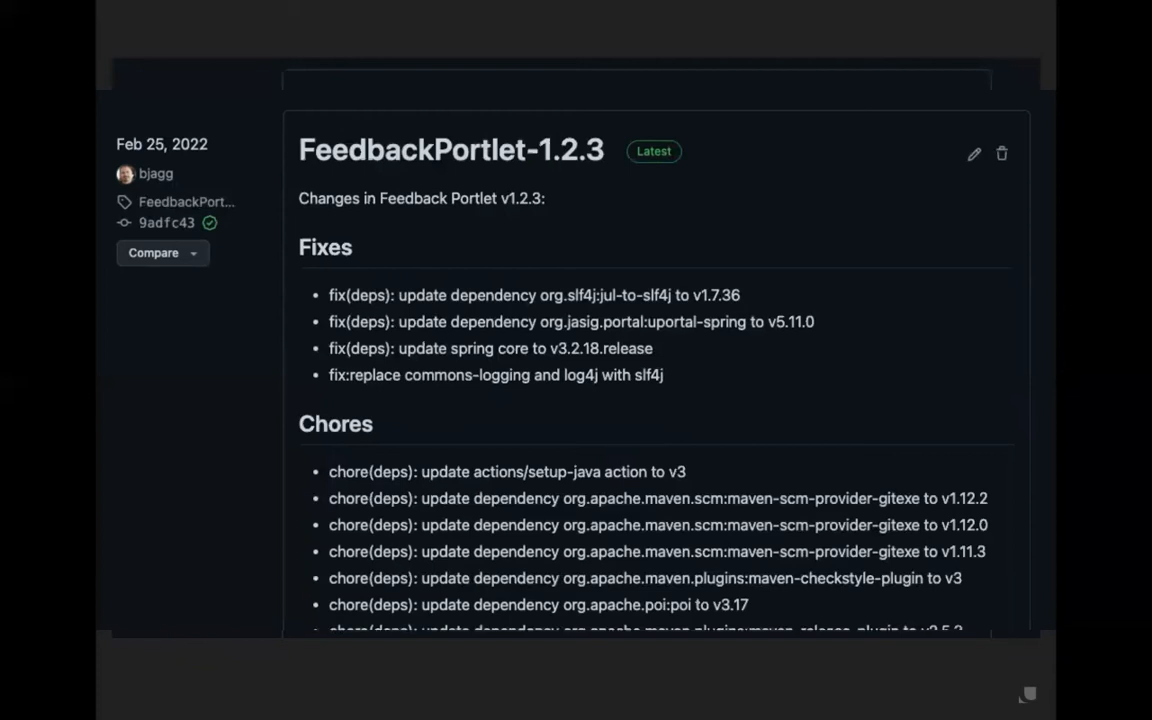 Feb 25, 2022
bjagg
FeedbackPort...
9adfc43
Compare
FeedbackPortlet-1.2.3
Latest
Changes in Feedback Portlet v1.2.3:
Fixes
• fix(deps): update dependency org.slf4j:jul-to-slf4j to v1.7.36
• fix(deps): update dependency org.jasig.portal:uportal-spring to v5.11.0
• fix(deps): update spring core to v3.2.18.release
• fix:replace commons-logging and log4j with slf4j
Chores
• chore(deps): update actions/setup-java action to v3
• chore(deps): update dependency org.apache.maven.scm:maven-scm-provider-gitexe to v1.12.2
• chore(deps): update dependency org.apache.maven.scm:maven-scm-provider-gitexe to v1.12.0
• chore(deps): update dependency org.apache.maven.scm:maven-scm-provider-gitexe to v1.11.3
• chore(deps): update dependency org.apache.maven.plugins:maven-checkstyle-plugin to v3
• chore(deps): update dependency org.apache.poi:poi to v3.17